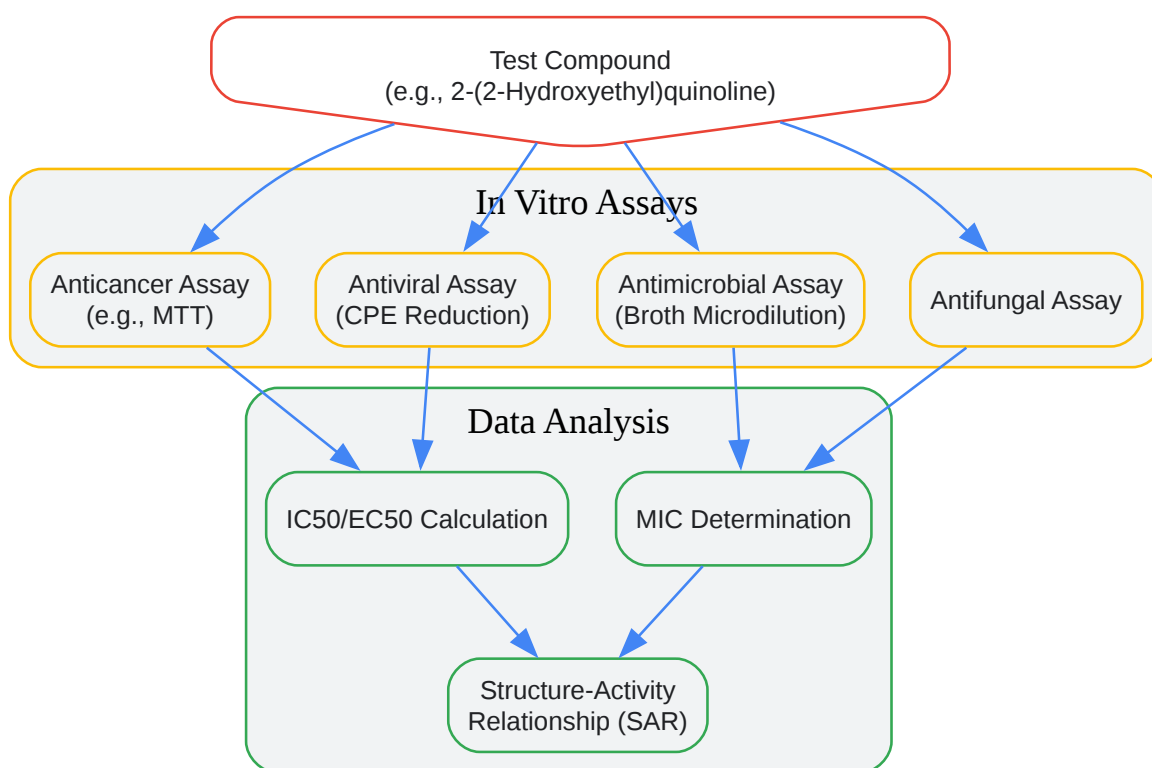 Test Compound
(e.g., 2-(2-Hydroxyethyl)quinoline)
In Vitro Assays
Anticancer Assay
(e.g., MTT)
Antiviral Assay
(CPE Reduction)
Antimicrobial Assay
(Broth Microdilution)
Antifungal Assay
Data Analysis
IC50/EC50 Calculation
MIC Determination
Structure-Activity
Relationship (SAR)